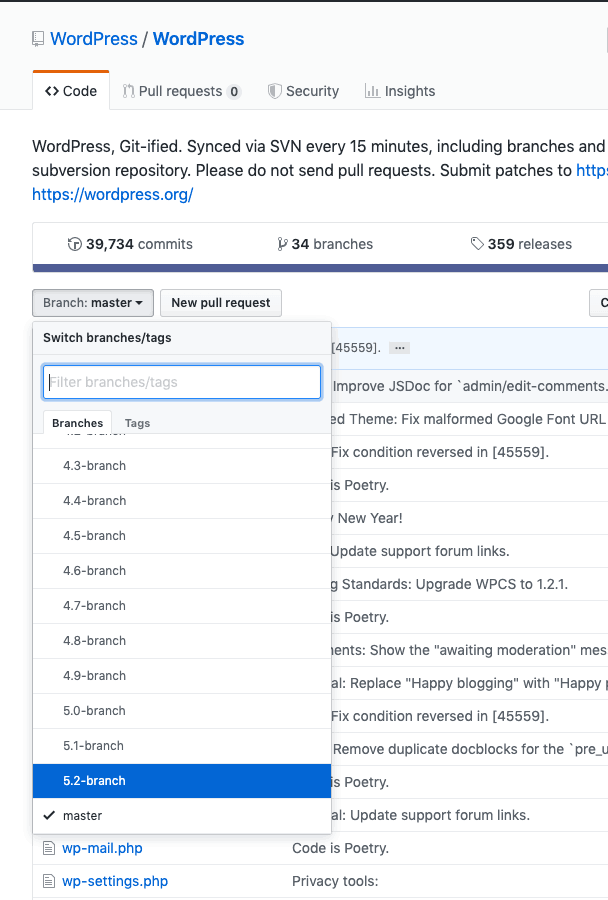 WordPress / WordPress
Code Pull requests 0 Security Insights
WordPress, Git-ified. Synced via SVN every 15 minutes, including branches and
subversion repository. Please do not send pull requests. Submit patches to
https://wordpress.org/
39,734 commits 34 branches 359 releases
Branch: master New pull request
Switch branches/tags
[45559]. …
Filter branches/tags
Improve JSDoc for `admin/edit-comments.
Branches Tags
Theme: Fix malformed Google Font URL
Fix condition reversed in [45559].
4.3-branch
is Poetry.
4.4-branch
New Year!
4.5-branch
Update support forum links.
4.6-branch
Standards: Upgrade WPCS to 1.2.1.
4.7-branch
is Poetry.
4.8-branch
Show the "awaiting moderation"
4.9-branch
Replace "Happy blogging" with "Happy
5.0-branch
Fix condition reversed in [45559].
5.1-branch
Remove duplicate docblocks for the
5.2-branch
is Poetry.
master
Update support forum links.
wp-mail.php Code is Poetry.
wp-settings.php Privacy tools: